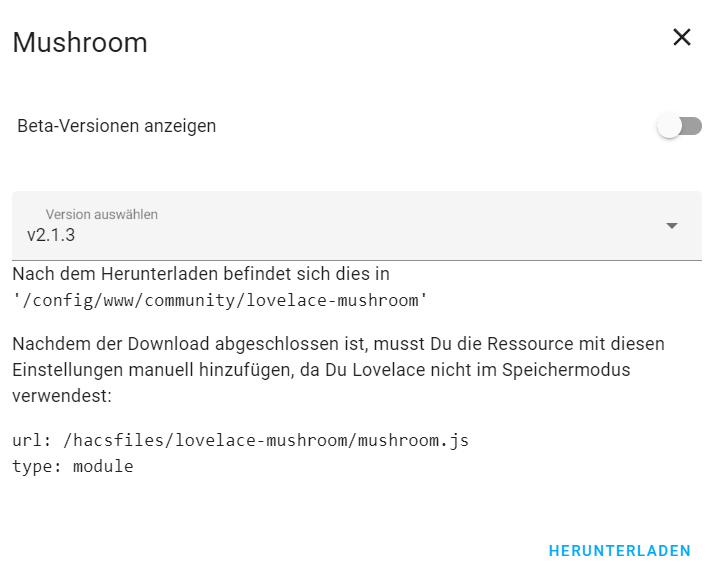 Mushroom
Beta-Versionen anzeigen
Version auswählen
v2.1.3
Nach dem Herunterladen befindet sich dies in
'/config/www/community/lovelace-mushroom'
Nachdem der Download abgeschlossen ist, musst Du die Ressource mit diesen
Einstellungen manuell hinzufügen, da Du Lovelace nicht im Speichermodus
verwendest:
url: /hacsfiles/lovelace-mushroom/mushroom.js
type: module
HERUNTERLADEN